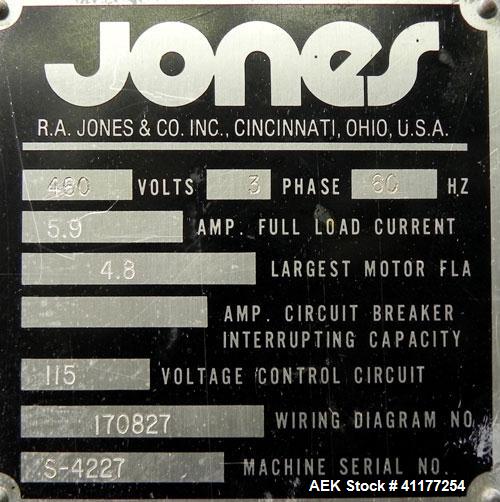 Jones
R.A. JONES & CO. INC., CINCINNATI, OHIO, U.S.A.
460 VOLTS 3 PHASE 60 HZ
5.9 AMP. FULL LOAD CURRENT
4.8 LARGEST MOTOR FLA
AMP. CIRCUIT BREAKER
INTERRUPTING CAPACITY
115 VOLTAGE CONTROL CIRCUIT
170827 WIRING DIAGRAM NO.
S-4227 MACHINE SERIAL NO.
AEK Stock # 41177254